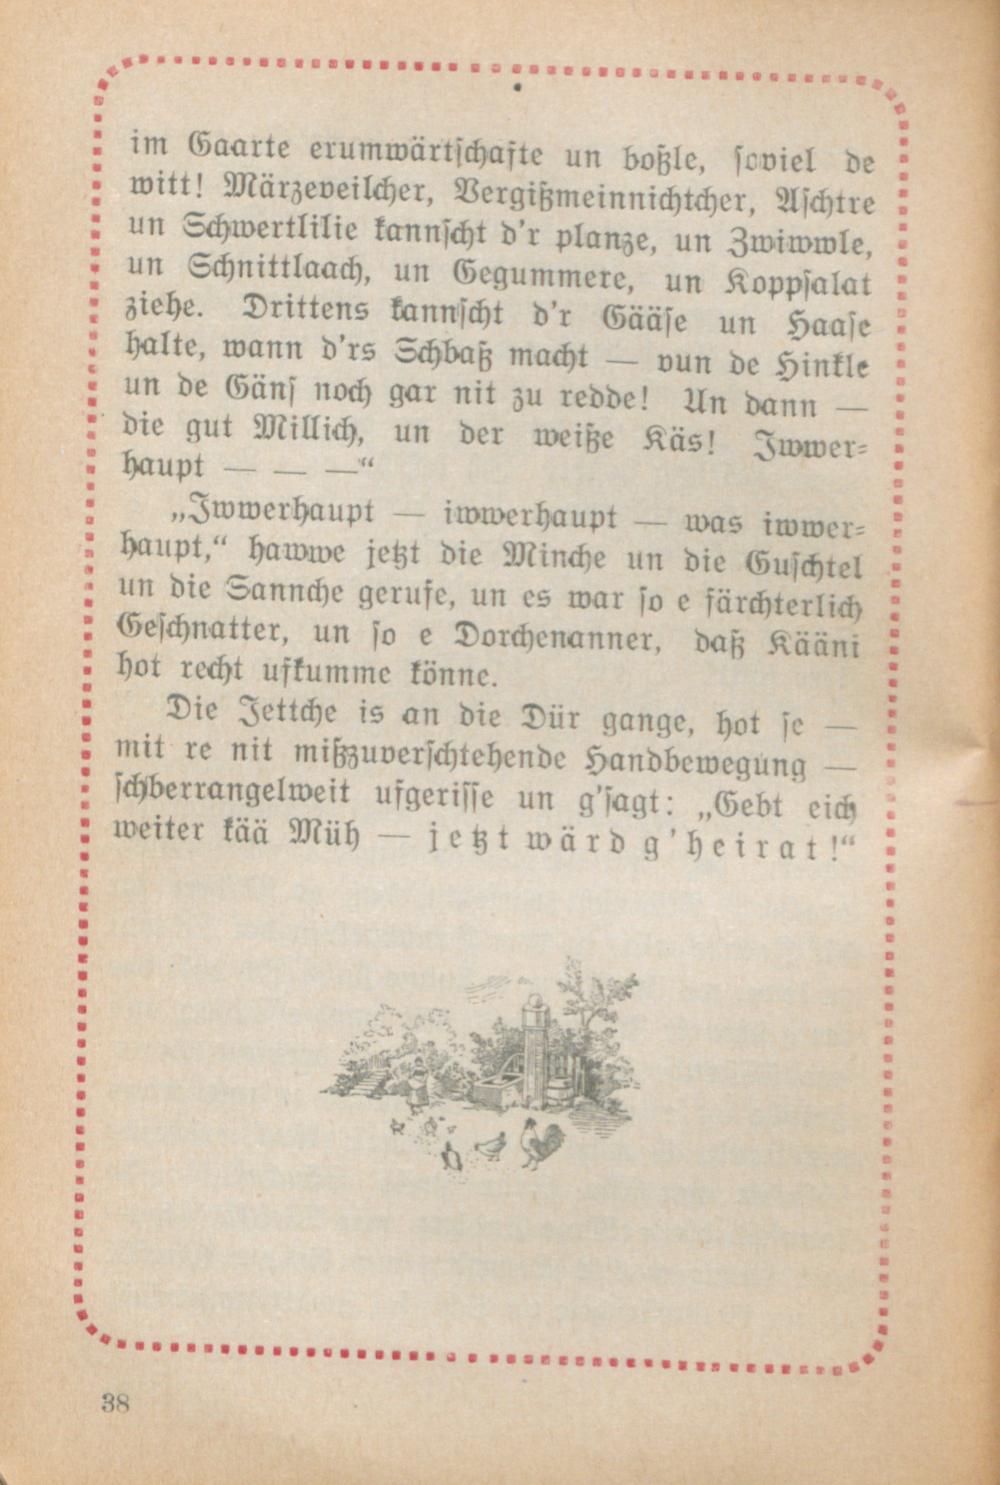 im Gaarte erumwärtschafte un boßle, soviel de
witt! Märzeveilcher, Vergißmeinnichtcher, Aschtre
un Schwertlilie kannscht d'r planze, un Zwiwwle,
un Schnittlaach, un Gegummere, un Koppsalat
ziehe. Drittens kannscht d'r Gääse un Haase
halte, wann d'rs Schbaß macht — vun de Hinkle
un de Gäns noch gar nit zu redde! Un dann —
die gut Millich, un der weiße Käs! Iwwer-
haupt — — —“
„Iwwerhaupt — iwwerhaupt — was iwwer-
haupt,“ hawwe jetzt die Minche un die Guschtel
un die Sannche gerufe, un es war so e färchterlich
Geschnatter, un so e Dorchenanner, daß Kääni
hot recht ufkumme könne.
Die Jettche is an die Dür gange, hot se —
mit re nit mißzuverschtehende Handbewegung —
schberrangelweit ufgerisse un g'sagt: „Gebt eich
weiter kää Müh — jetzt wärd g'heirat!“
38